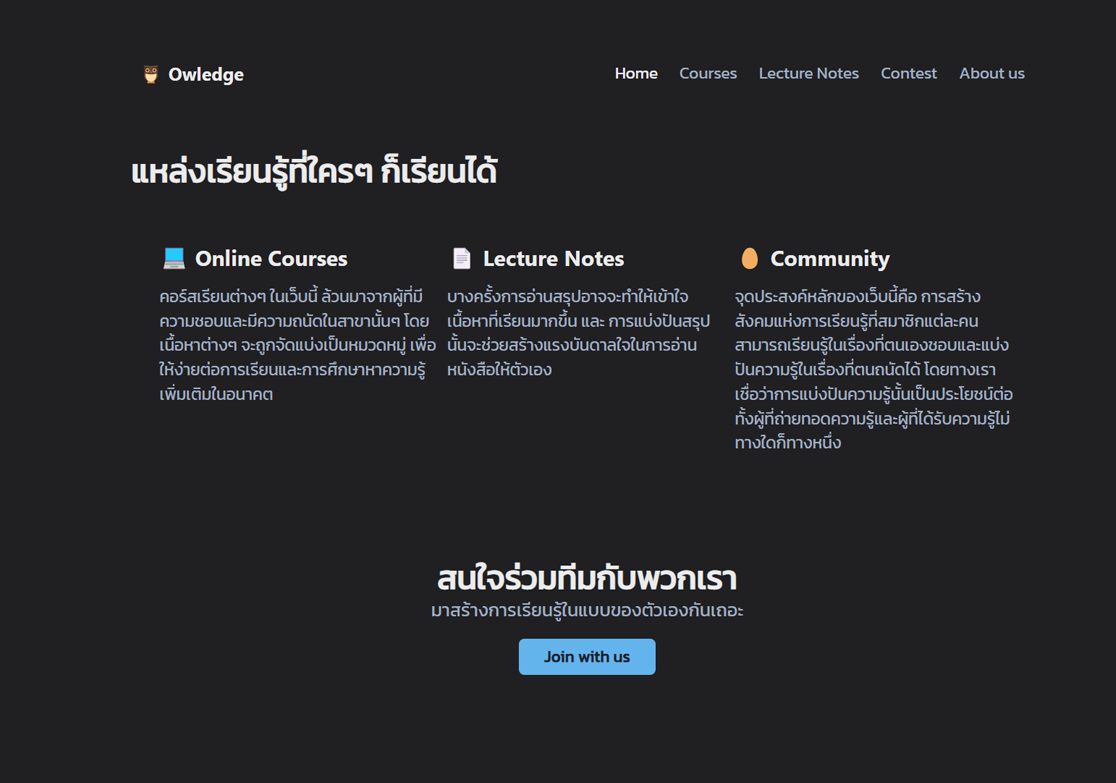 Owledge
Home Courses Lecture Notes Contest About us
แหล่งเรียนรู้ที่ใครๆ ก็เรียนได้
Online Courses
คอร์สเรียนต่างๆ ในเว็บนี้ ล้วนมาจากผู้ที่มี
ความชอบและมีความถนัดในสาขานั้นๆ โดย
เนื้อหาต่างๆ จะถูกจัดแบ่งเป็นหมวดหมู่ เพื่อ
ให้ง่ายต่อการเรียนและการศึกษาหาความรู้
เพิ่มเติมในอนาคต
Lecture Notes
บางครั้งการอ่านสรุปอาจจะทำให้เข้าใจ
เนื้อหาที่เรียนมากขึ้น และ การแบ่งปันสรุป
นั้นจะช่วยสร้างแรงบันดาลใจในการอ่าน
หนังสือให้ตัวเอง
Community
จุดประสงค์หลักของเว็บนี้คือ การสร้าง
สังคมแห่งการเรียนรู้ที่สมาชิกแต่ละคน
สามารถเรียนรู้ในเรื่องที่ตนเองชอบและแบ่ง
ปันความรู้ในเรื่องที่ตนถนัดได้ โดยทางเรา
เชื่อว่าการแบ่งปันความรู้นั้นเป็นประโยชน์ต่อ
ทั้งผู้ที่ถ่ายทอดความรู้และผู้ที่ได้รับความรู้ไม่
ทางใดก็ทางหนึ่ง
สนใจร่วมทีมกับพวกเรา
มาสร้างการเรียนรู้ในแบบของตัวเองกันเถอะ
Join with us